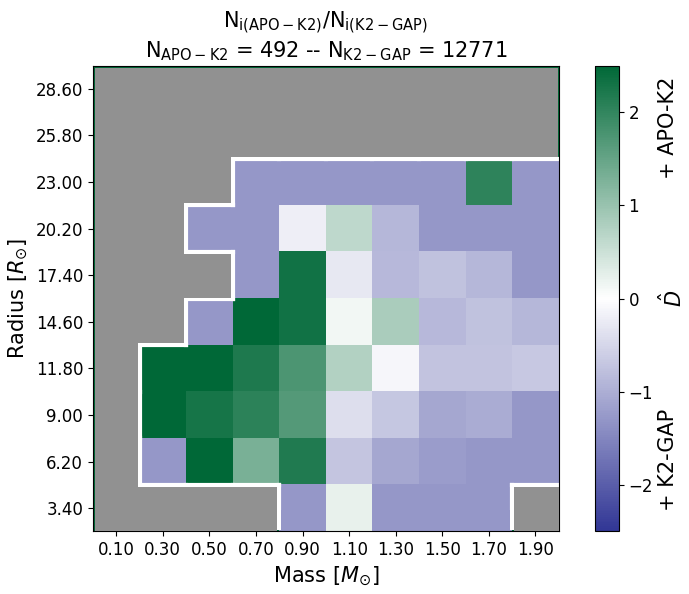 N_i(APO−K2)/N_i(K2−GAP)
N_APO−K2 = 492 -- N_K2−GAP = 12771
28.60
25.80
23.00
20.20
17.40
14.60
11.80
9.00
6.20
3.40
Radius [R⊙]
0.10 0.30 0.50 0.70 0.90 1.10 1.30 1.50 1.70 1.90
Mass [M⊙]
2
1
0
−1
−2
+ APO-K2
D̂
+ K2-GAP